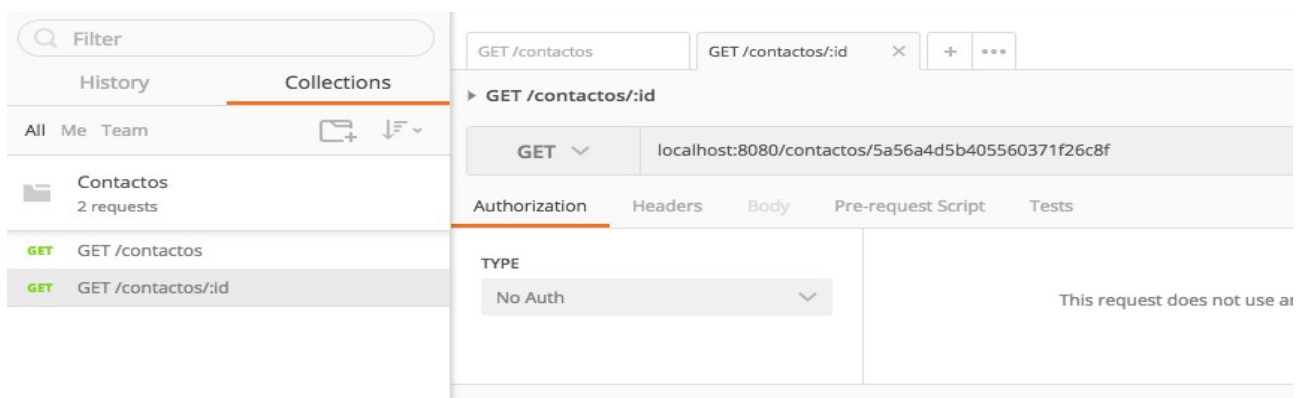 Filter
History Collections
All Me Team
Contactos
2 requests
GET GET /contactos
GET GET /contactos/:id
GET /contactos GET /contactos/:id
GET /contactos/:id
GET localhost:8080/contactos/5a56a4d5b405560371f26c8f
Authorization Headers Body Pre-request Script Tests
TYPE
No Auth
This request does not use